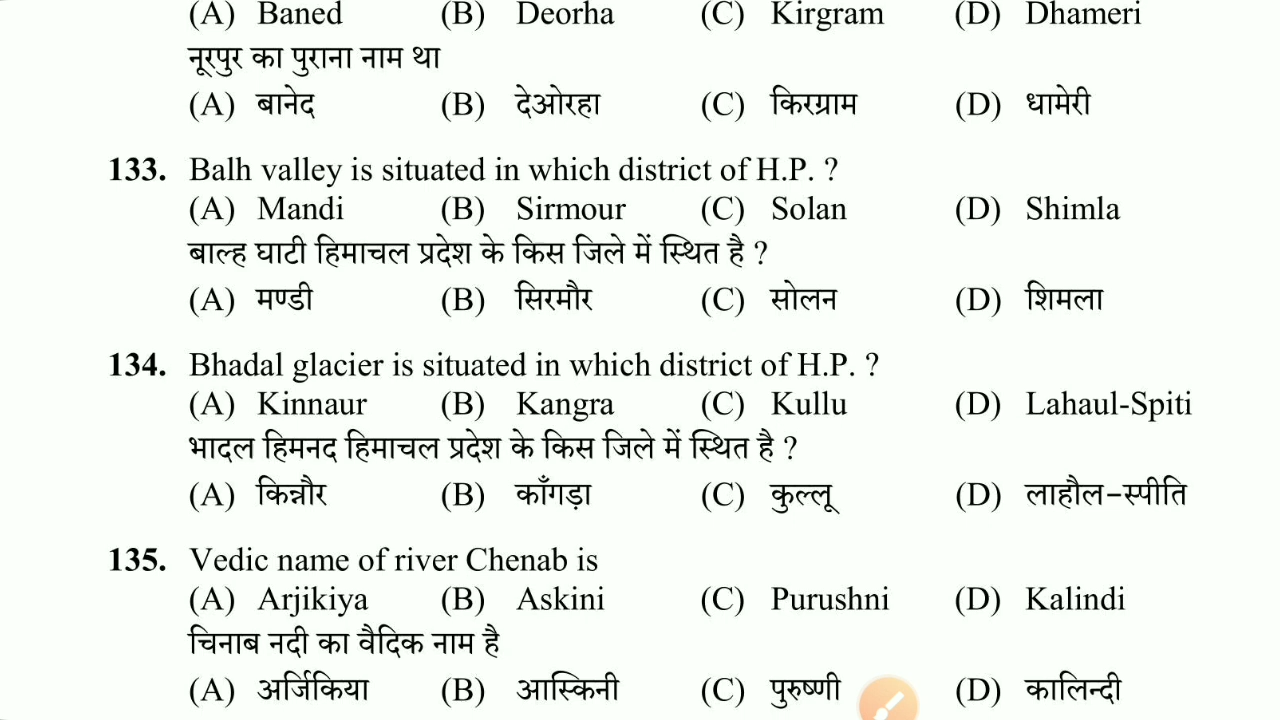 (A) Baned (B) Deorha (C) Kirgram (D) Dhameri
नूरपुर का पुराना नाम था
(A) बानेद (B) देओरहा (C) किरग्राम (D) धामेरी
133. Balh valley is situated in which district of H.P. ?
(A) Mandi (B) Sirmour (C) Solan (D) Shimla
बाल्ह घाटी हिमाचल प्रदेश के किस जिले में स्थित है ?
(A) मण्डी (B) सिरमौर (C) सोलन (D) शिमला
134. Bhadal glacier is situated in which district of H.P. ?
(A) Kinnaur (B) Kangra (C) Kullu (D) Lahaul-Spiti
भादल हिमनद हिमाचल प्रदेश के किस जिले में स्थित है ?
(A) किन्नौर (B) काँगड़ा (C) कुल्लू (D) लाहौल-स्पीति
135. Vedic name of river Chenab is
(A) Arjikiya (B) Askini (C) Purushni (D) Kalindi
चिनाब नदी का वैदिक नाम है
(A) अर्जिकिया (B) आस्किनी (C) पुरुष्णी (D) कालिन्दी